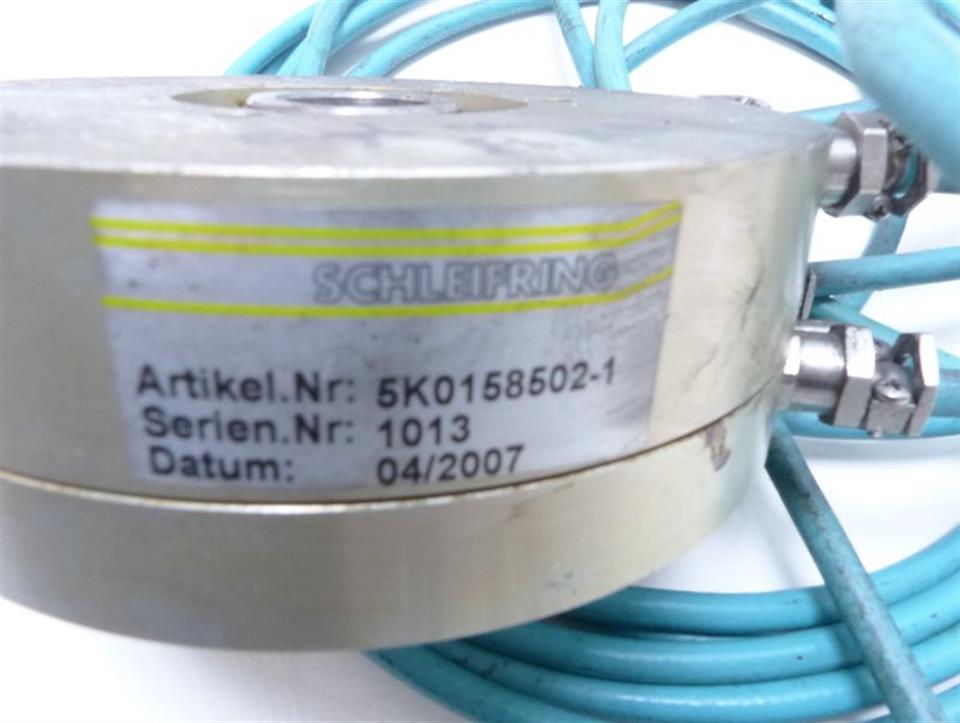 SCHLEIFRING
Artikel.Nr: 5K0158502-1
Serien.Nr: 1013
Datum: 04/2007